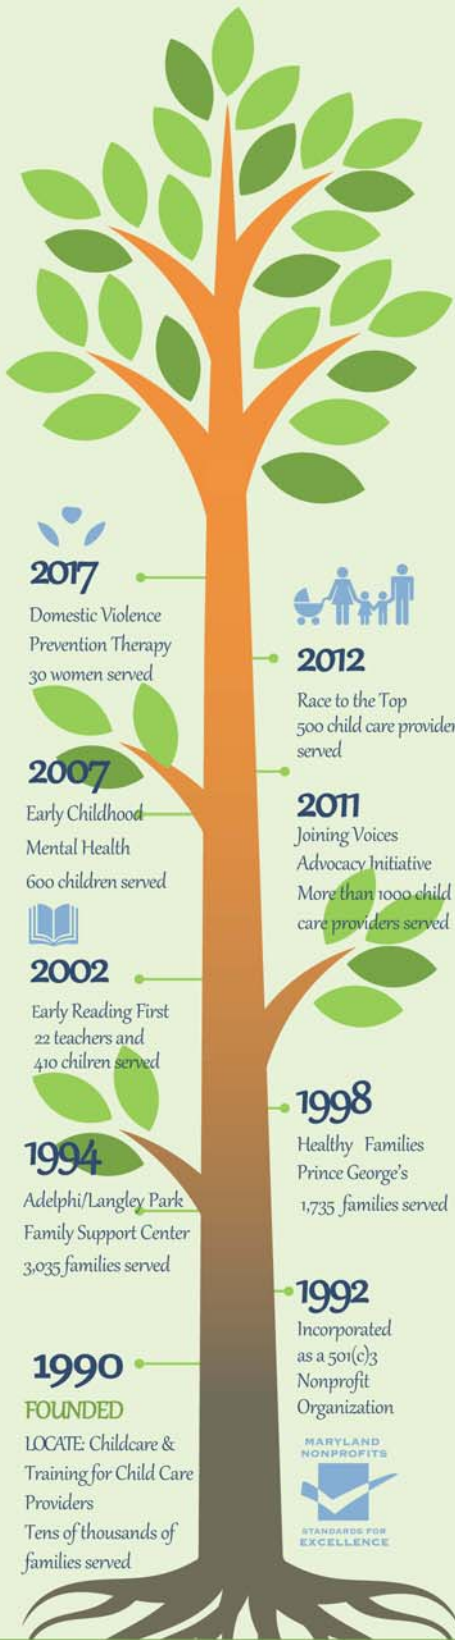 2017
Domestic Violence
Prevention Therapy
30 women served
2012
Race to the Top
500 child care provider
served
2007
Early Childhood
Mental Health
600 children served
2011
Joining Voices
Advocacy Initiative
More than 1000 child
care providers served
2002
Early Reading First
22 teachers and
410 chilren served
1998
Healthy Families
Prince George's
1,735 families served
1994
Adelphi/Langley Park
Family Support Center
3,035 families served
1992
Incorporated
as a 501(c)3
Nonprofit
Organization
1990
FOUNDED
LOCATE: Childcare &
Training for Child Care
Providers
Tens of thousands of
families served
MARYLAND
NONPROFITS
STANDARDS FOR
EXCELLENCE